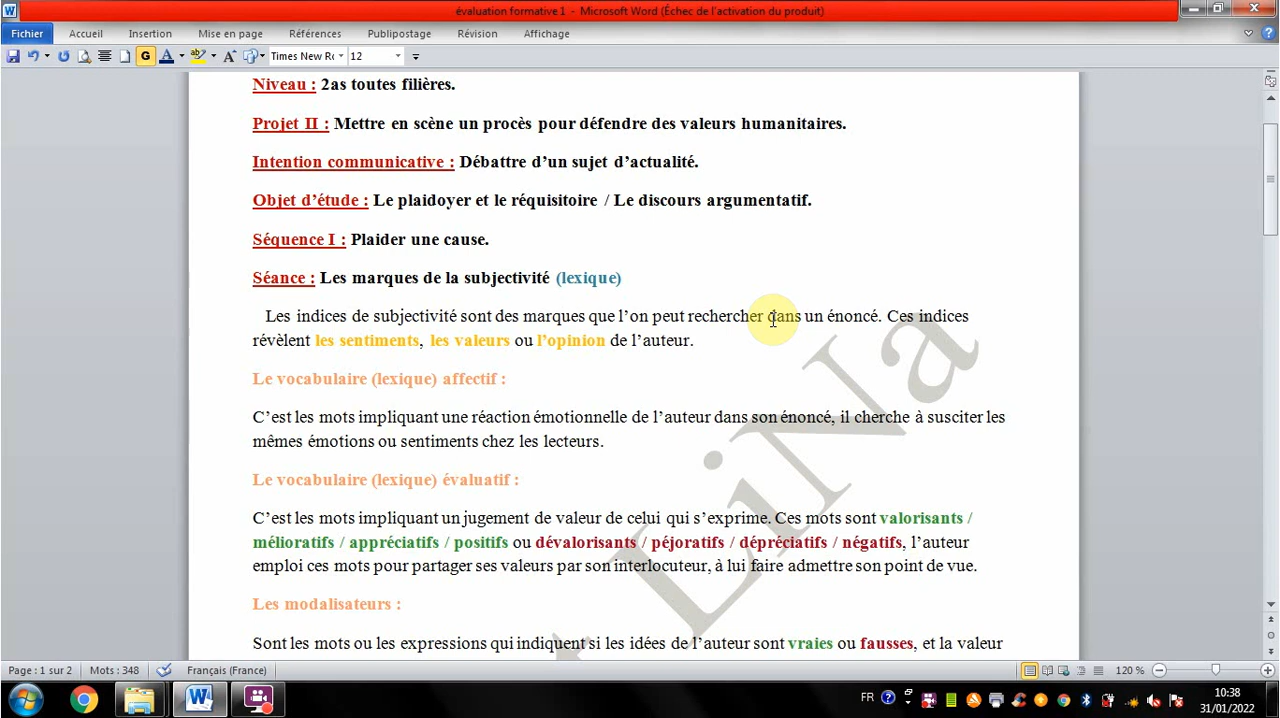 évaluation formative 1 - Microsoft Word (Échec de l'activation du produit)
Fichier Accueil Insertion Mise en page Références Publipostage Révision Affichage
G A ab A Times New Ro 12
Niveau : 2as toutes filières.
Projet II : Mettre en scène un procès pour défendre des valeurs humanitaires.
Intention communicative : Débattre d’un sujet d’actualité.
Objet d’étude : Le plaidoyer et le réquisitoire / Le discours argumentatif.
Séquence I : Plaider une cause.
Séance : Les marques de la subjectivité (lexique)
Les indices de subjectivité sont des marques que l’on peut rechercher dans un énoncé. Ces indices
révèlent les sentiments, les valeurs ou l’opinion de l’auteur.
Le vocabulaire (lexique) affectif :
C’est les mots impliquant une réaction émotionnelle de l’auteur dans son énoncé, il cherche à susciter les
mêmes émotions ou sentiments chez les lecteurs.
Le vocabulaire (lexique) évaluatif :
C’est les mots impliquant un jugement de valeur de celui qui s’exprime. Ces mots sont valorisants /
mélioratifs / appréciatifs / positifs ou dévalorisants / péjoratifs / dépréciatifs / négatifs, l’auteur
emploi ces mots pour partager ses valeurs par son interlocuteur, à lui faire admettre son point de vue.
Les modalisateurs :
Sont les mots ou les expressions qui indiquent si les idées de l’auteur sont vraies ou fausses, et la valeur
LiNa
Page : 1 sur 2 Mots : 348 Français (France) 120 %
FR 10:38
31/01/2022